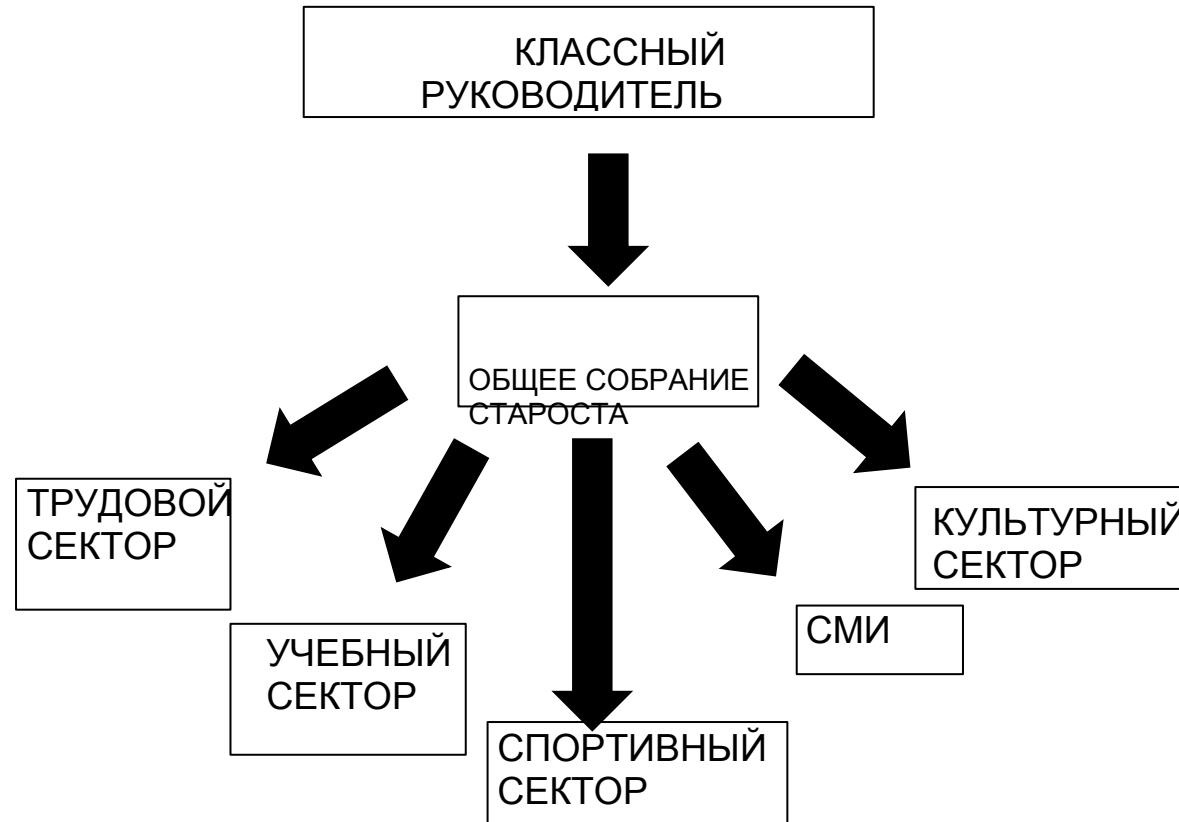 КЛАССНЫЙ
РУКОВОДИТЕЛЬ
ОБЩЕЕ СОБРАНИЕ
СТАРОСТА
ТРУДОВОЙ
СЕКТОР
УЧЕБНЫЙ
СЕКТОР
СПОРТИВНЫЙ
СЕКТОР
СМИ
КУЛЬТУРНЫЙ
СЕКТОР